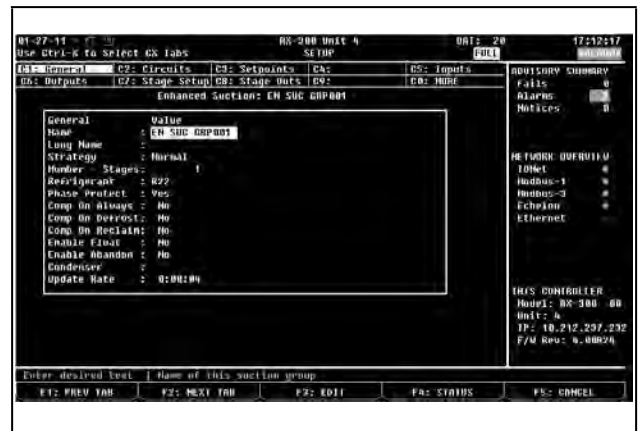 01-27-11 RX-300 Unit 4 17:12:17
Use Ctrl-X to Select CX Tabs SETUP FULL
C1: General C2: Circuits C3: Setpoints C4: C5: Inputs
C6: Outputs C7: Stage Setup C8: Stage Outs C9: C0: MORE
Enhanced Suction: EN SUC GRP001
General Value
Name : EN SUC GRP001
Long Name :
Strategy : Normal
Number Stages: 1
Refrigerant : R22
Phase Protect : Yes
Comp On Always : No
Comp On Defrost: No
Comp On Reclaim: No
Enable Float : No
Enable Abandon : No
Condenser :
Update Rate : 0:00:04
ADVISORY SUMMARY
Fails 0
Alarms
Notices 0
NETWORK OVERVIEW
IONet
Modbus-1
Modbus-3
Echelon
Ethernet
THIS CONTROLLER
Model: RX-300
Unit: 4
IP: 10.212.237.232
F/W Rev:
Enter desired text | Name of this suction group
F1: PREV TAB F2: NEXT TAB F3: EDIT F4: STATUS F5: CANCEL